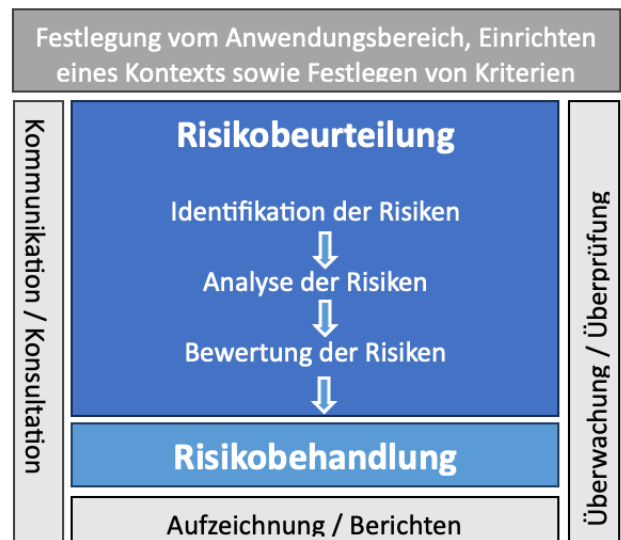 Festlegung vom Anwendungsbereich, Einrichten
eines Kontexts sowie Festlegen von Kriterien
Kommunikation / Konsultation
Risikobeurteilung
Identifikation der Risiken
Analyse der Risiken
Bewertung der Risiken
Risikobehandlung
Aufzeichnung / Berichten
Überwachung / Überprüfung